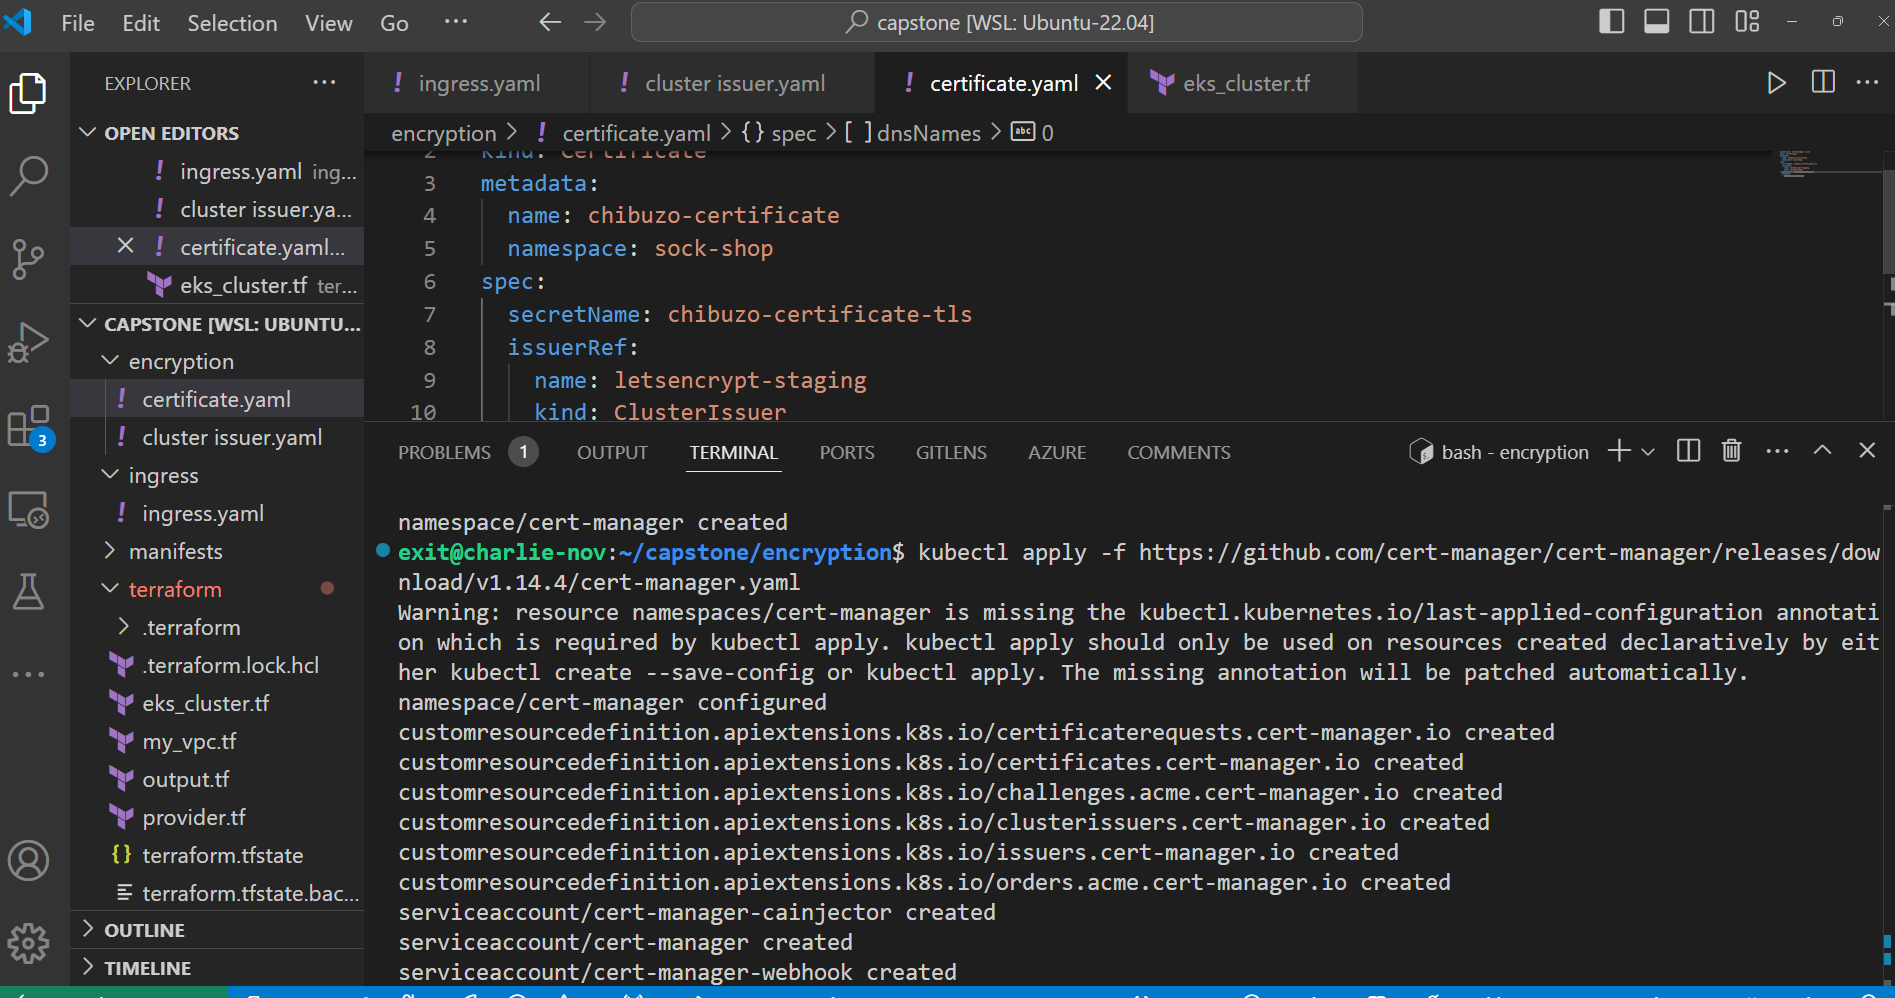 File Edit Selection View Go ···
capstone [WSL: Ubuntu-22.04]
EXPLORER ···
OPEN EDITORS
! ingress.yaml ing...
! cluster issuer.ya...
! certificate.yaml...
eks_cluster.tf ter...
CAPSTONE [WSL: UBUNTU...
encryption
! certificate.yaml
! cluster issuer.yaml
ingress
! ingress.yaml
manifests
terraform
.terraform
.terraform.lock.hcl
eks_cluster.tf
my_vpc.tf
output.tf
provider.tf
{} terraform.tfstate
terraform.tfstate.bac...
OUTLINE
TIMELINE
3
! ingress.yaml
! cluster issuer.yaml
! certificate.yaml
eks_cluster.tf
encryption > ! certificate.yaml > {} spec > [ ] dnsNames > abc 0
2 kind: Certificate
3 metadata:
4 name: chibuzo-certificate
5 namespace: sock-shop
6 spec:
7 secretName: chibuzo-certificate-tls
8 issuerRef:
9 name: letsencrypt-staging
10 kind: ClusterIssuer
PROBLEMS 1 OUTPUT TERMINAL PORTS GITLENS AZURE COMMENTS
bash - encryption
namespace/cert-manager created
exit@charlie-nov:~/capstone/encryption$ kubectl apply -f https://github.com/cert-manager/cert-manager/releases/dow
nload/v1.14.4/cert-manager.yaml
Warning: resource namespaces/cert-manager is missing the kubectl.kubernetes.io/last-applied-configuration annotati
on which is required by kubectl apply. kubectl apply should only be used on resources created declaratively by eit
her kubectl create --save-config or kubectl apply. The missing annotation will be patched automatically.
namespace/cert-manager configured
customresourcedefinition.apiextensions.k8s.io/certificaterequests.cert-manager.io created
customresourcedefinition.apiextensions.k8s.io/certificates.cert-manager.io created
customresourcedefinition.apiextensions.k8s.io/challenges.acme.cert-manager.io created
customresourcedefinition.apiextensions.k8s.io/clusterissuers.cert-manager.io created
customresourcedefinition.apiextensions.k8s.io/issuers.cert-manager.io created
customresourcedefinition.apiextensions.k8s.io/orders.acme.cert-manager.io created
serviceaccount/cert-manager-cainjector created
serviceaccount/cert-manager created
serviceaccount/cert-manager-webhook created